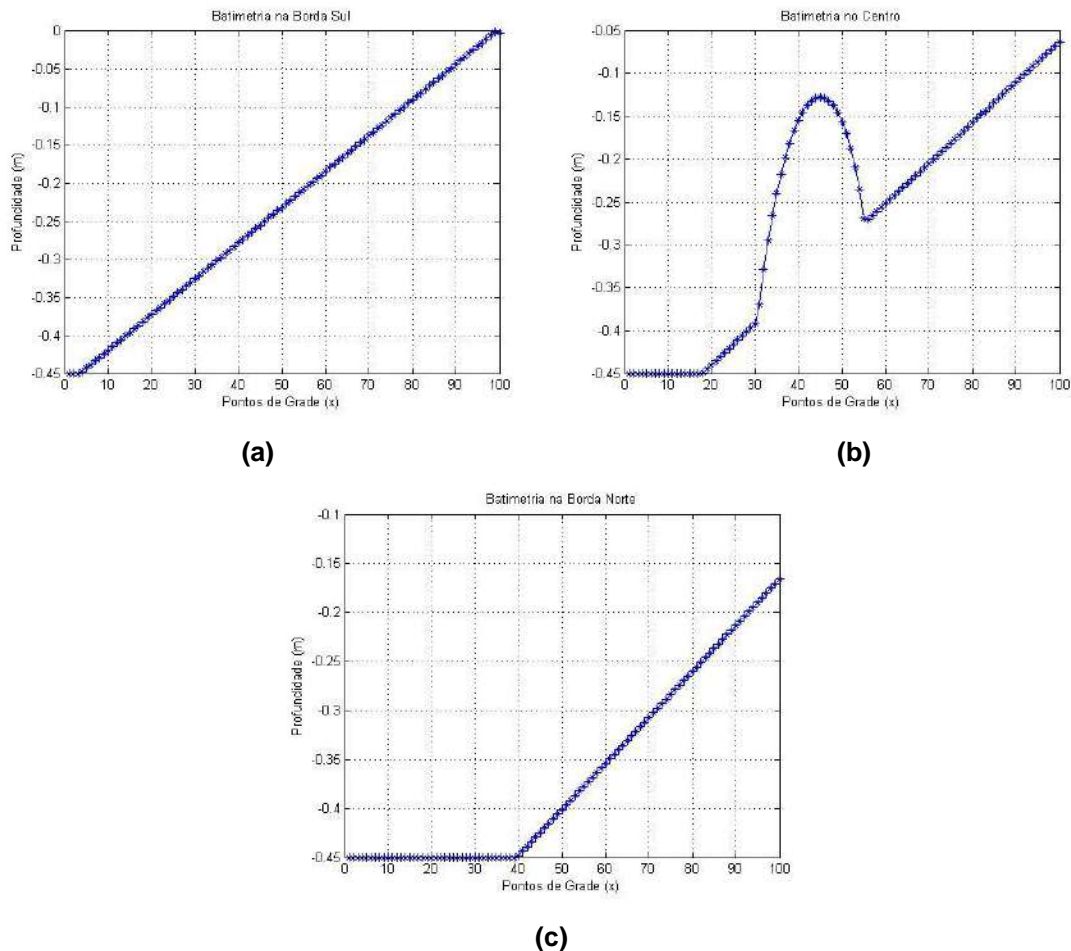 Batimetria na Borda Sul
0
-0.05
-0.1
-0.15
-0.2
-0.25
-0.3
-0.35
-0.4
-0.45
Profundidade (m)
0 10 20 30 40 50 60 70 80 90 100
Pontos de Grade (x)
(a)
Batimetria no Centro
-0.05
-0.1
-0.15
-0.2
-0.25
-0.3
-0.35
-0.4
-0.45
Profundidade (m)
0 10 20 30 40 50 60 70 80 90 100
Pontos de Grade (x)
(b)
Batimetria na Borda Norte
-0.1
-0.15
-0.2
-0.25
-0.3
-0.35
-0.4
-0.45
Profundidade (m)
0 10 20 30 40 50 60 70 80 90 100
Pontos de Grade (x)
(c)